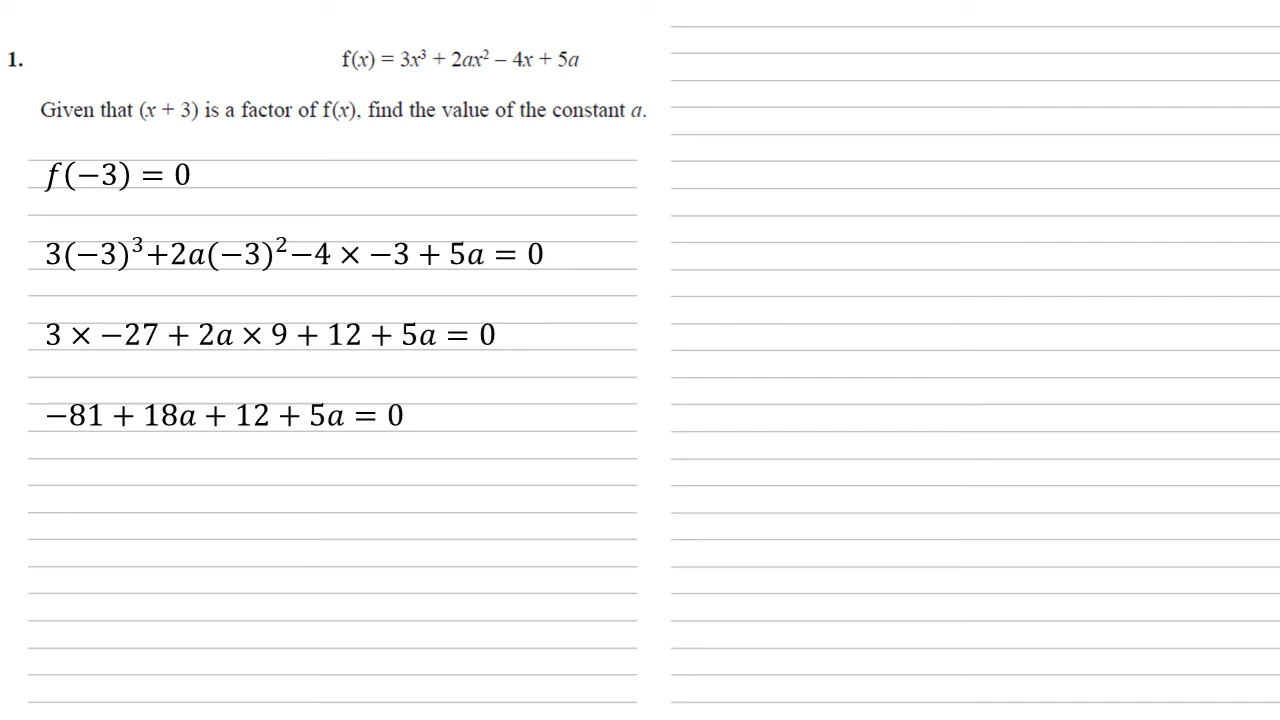 1. f(x) = 3x³ + 2ax² – 4x + 5a
Given that (x + 3) is a factor of f(x), find the value of the constant a.
f(−3) = 0
3(−3)³+2a(−3)²−4 × −3 + 5a = 0
3 × −27 + 2a × 9 + 12 + 5a = 0
−81 + 18a + 12 + 5a = 0